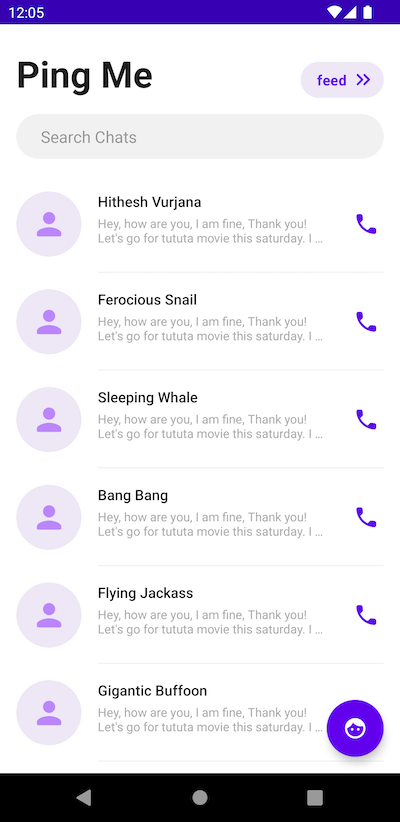 12:05
Ping Me
feed
Search Chats
Hithesh Vurjana
Hey, how are you, I am fine, Thank you!
Let's go for tututa movie this saturday. I ...
Ferocious Snail
Hey, how are you, I am fine, Thank you!
Let's go for tututa movie this saturday. I ...
Sleeping Whale
Hey, how are you, I am fine, Thank you!
Let's go for tututa movie this saturday. I ...
Bang Bang
Hey, how are you, I am fine, Thank you!
Let's go for tututa movie this saturday. I ...
Flying Jackass
Hey, how are you, I am fine, Thank you!
Let's go for tututa movie this saturday. I ...
Gigantic Buffoon
Hey, how are you, I am fine, Thank you!
Let's go for tututa movie this saturday. I ...